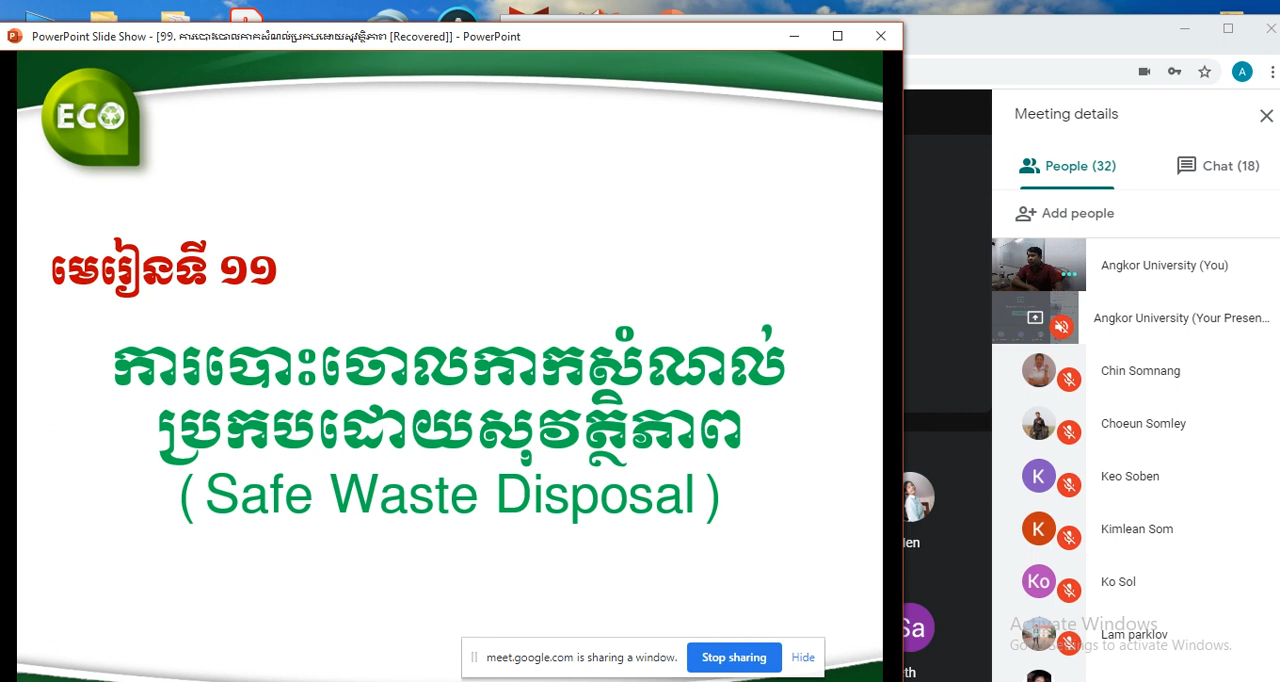 PowerPoint Slide Show - [99. ការបោះចោលកាកសំណល់ប្រកបដោយសុវត្ថិភាព [Recovered]] - PowerPoint
ECO
មេរៀនទី ១១
ការបោះចោលកាកសំណល់
ប្រកបដោយសុវត្ថិភាព
(Safe Waste Disposal)
meet.google.com is sharing a window.
Stop sharing
Hide
A
Meeting details
People (32)
Chat (18)
Add people
Angkor University (You)
Angkor University (Your Presen...
Chin Somnang
Choeun Somley
K
Keo Soben
K
Kimlean Som
Ko
Ko Sol
Lam parklov
Activate Windows
Go to Settings to activate Windows.
Sa